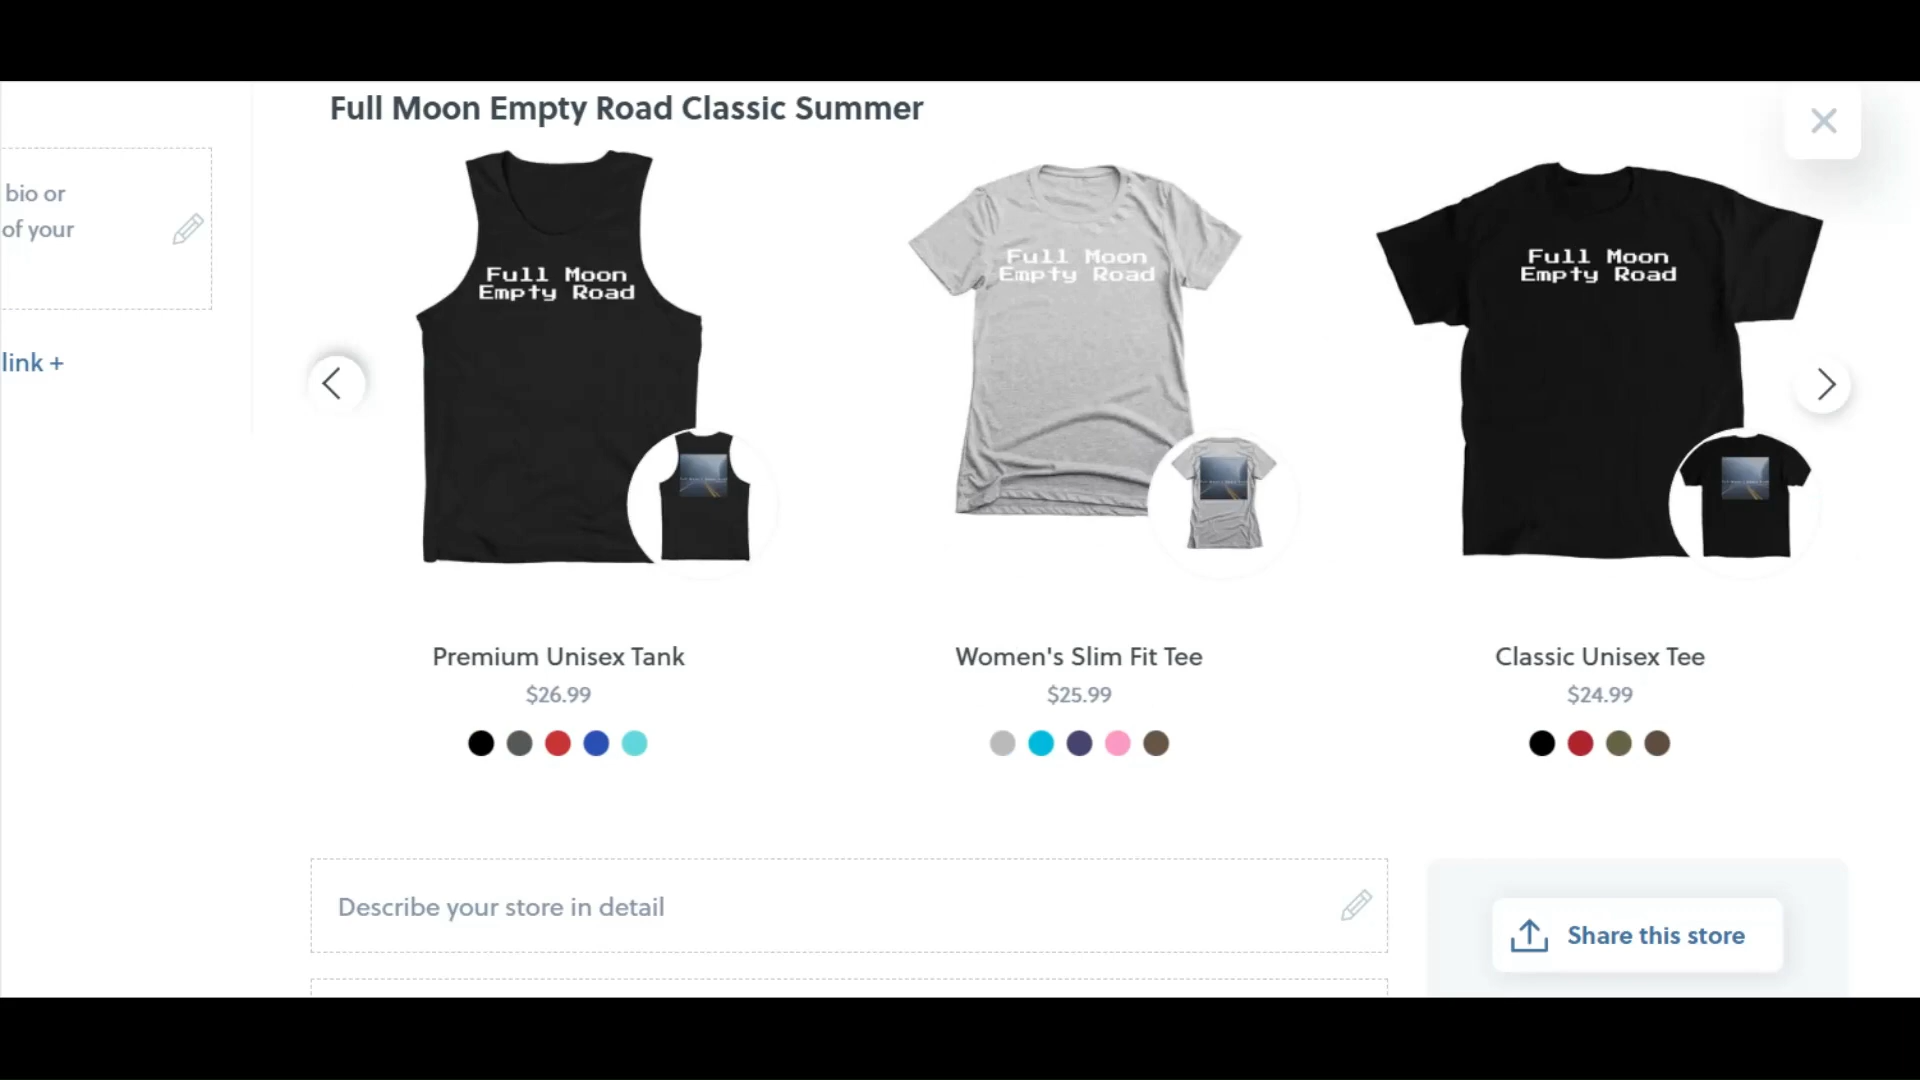 Full Moon Empty Road Classic Summer
bio or
of your
link +
Full Moon
Empty Road
Full Moon
Empty Road
Full Moon
Empty Road
Premium Unisex Tank
$26.99
Women's Slim Fit Tee
$25.99
Classic Unisex Tee
$24.99
Describe your store in detail
Share this store